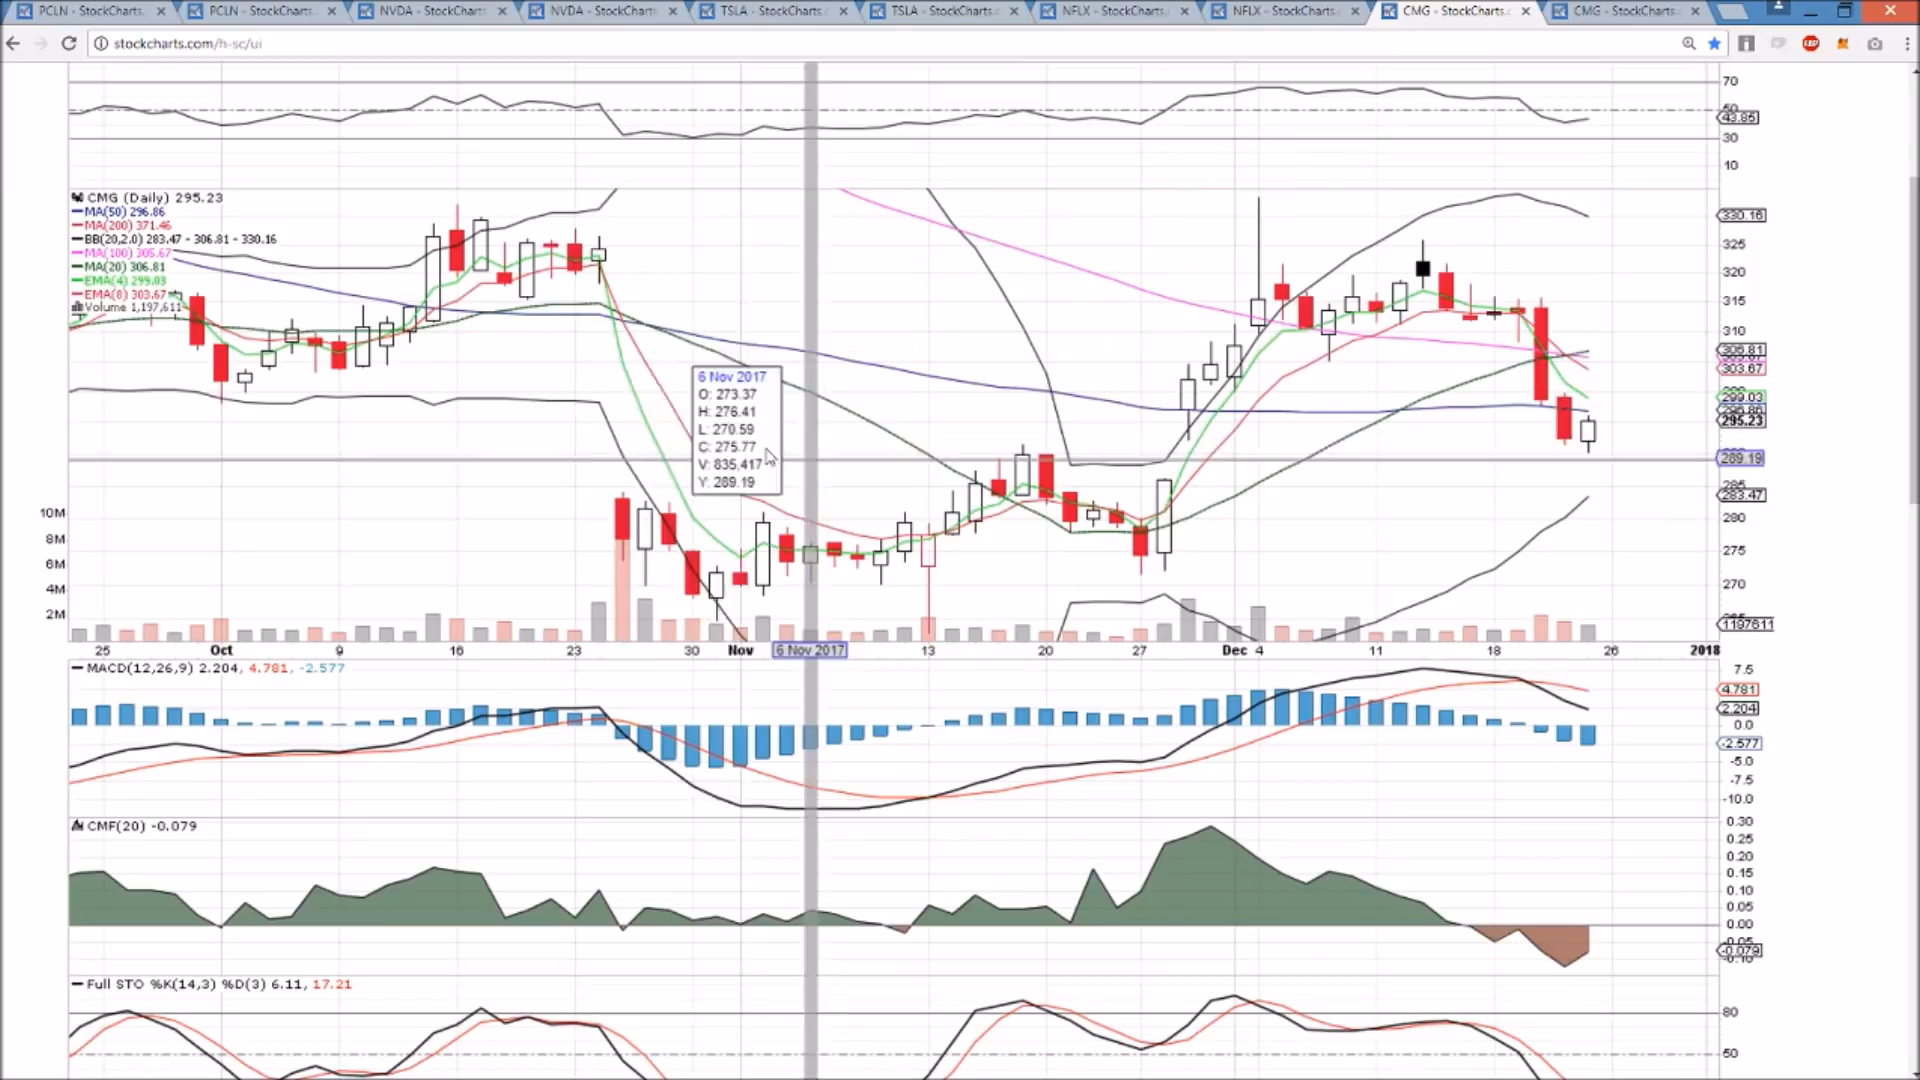 PCLN - StockCharts.
PCLN - StockCharts.
NVDA - StockCharts.
NVDA - StockCharts.
TSLA - StockCharts.
TSLA - StockCharts.
NFLX - StockCharts.
NFLX - StockCharts.
CMG - StockCharts.
CMG - StockCharts.
stockcharts.com/h-sc/ui
70
50
43.85
30
10
CMG (Daily) 295.23
MA(50) 296.86
MA(200) 371.46
BB(20,2.0) 283.47 - 306.81 - 330.16
MA(100) 305.67
MA(20) 306.81
EMA(4) 299.03
EMA(8) 303.67
Volume 1,197,611
330.16
325
320
315
310
306.81
303.67
299.03
296.86
295.23
289.19
285
283.47
280
275
270
1197611
6 Nov 2017
O: 273.37
H: 276.41
L: 270.59
C: 275.77
V: 835,417
Y: 289.19
10M
8M
6M
4M
2M
25 Oct 9 16 23 30 Nov 6 Nov 2017 13 20 27 Dec 4 11 18 26 2018
MACD(12,26,9) 2.204, 4.781, -2.577
7.5
4.781
2.204
0.0
-2.577
-5.0
-7.5
-10.0
CMF(20) -0.079
0.30
0.25
0.20
0.15
0.10
0.05
0.00
-0.05
-0.079
-0.10
Full STO %K(14,3) %D(3) 6.11, 17.21
80
50